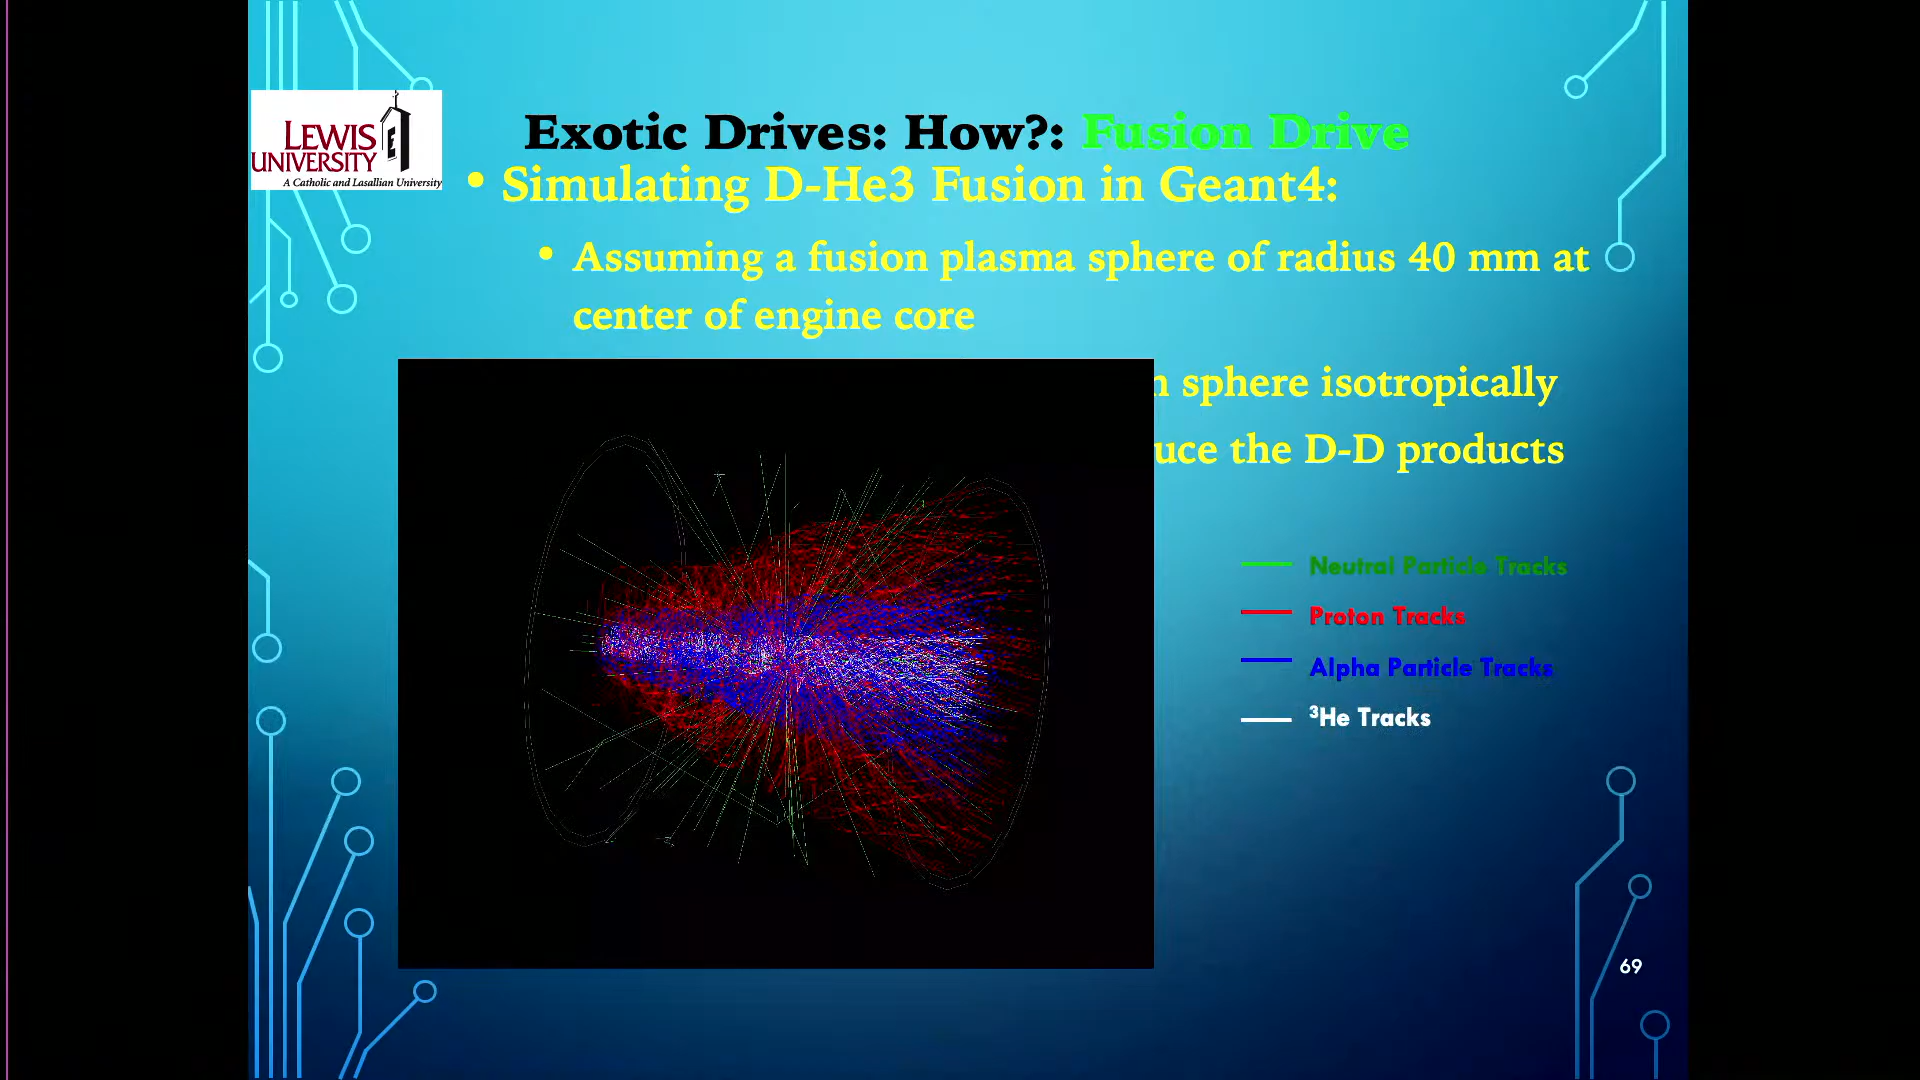 LEWIS
UNIVERSITY
A Catholic and Lasallian University
Exotic Drives: How?: Fusion Drive
• Simulating D-He3 Fusion in Geant4:
• Assuming a fusion plasma sphere of radius 40 mm at
center of engine core
sphere isotropically
the D-D products
Neutral Particle Tracks
Proton Tracks
Alpha Particle Tracks
³He Tracks
69